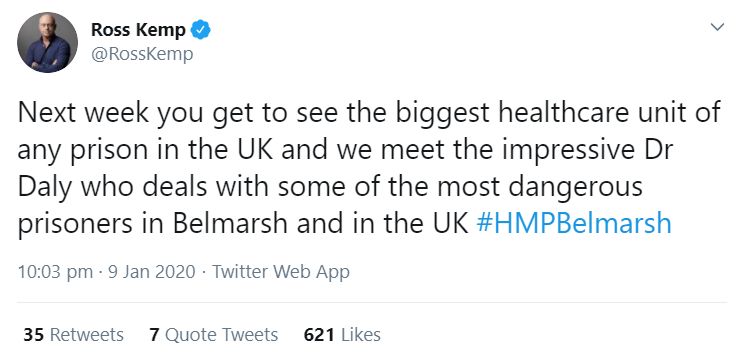 Ross Kemp
@RossKemp
Next week you get to see the biggest healthcare unit of
any prison in the UK and we meet the impressive Dr
Daly who deals with some of the most dangerous
prisoners in Belmarsh and in the UK #HMPBelmarsh
10:03 pm · 9 Jan 2020 · Twitter Web App
35 Retweets 7 Quote Tweets 621 Likes